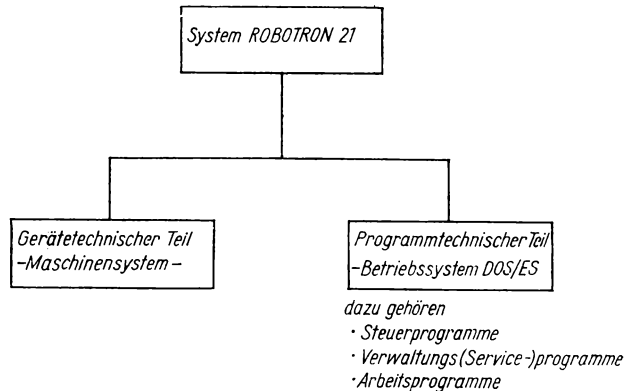 System ROBOTRON 21
Gerätetechnischer Teil
-Maschinensystem-
Programmtechnischer Teil
-Betriebssystem DOS/ES
dazu gehören
· Steuerprogramme
· Verwaltungs(Service-)programme
· Arbeitsprogramme